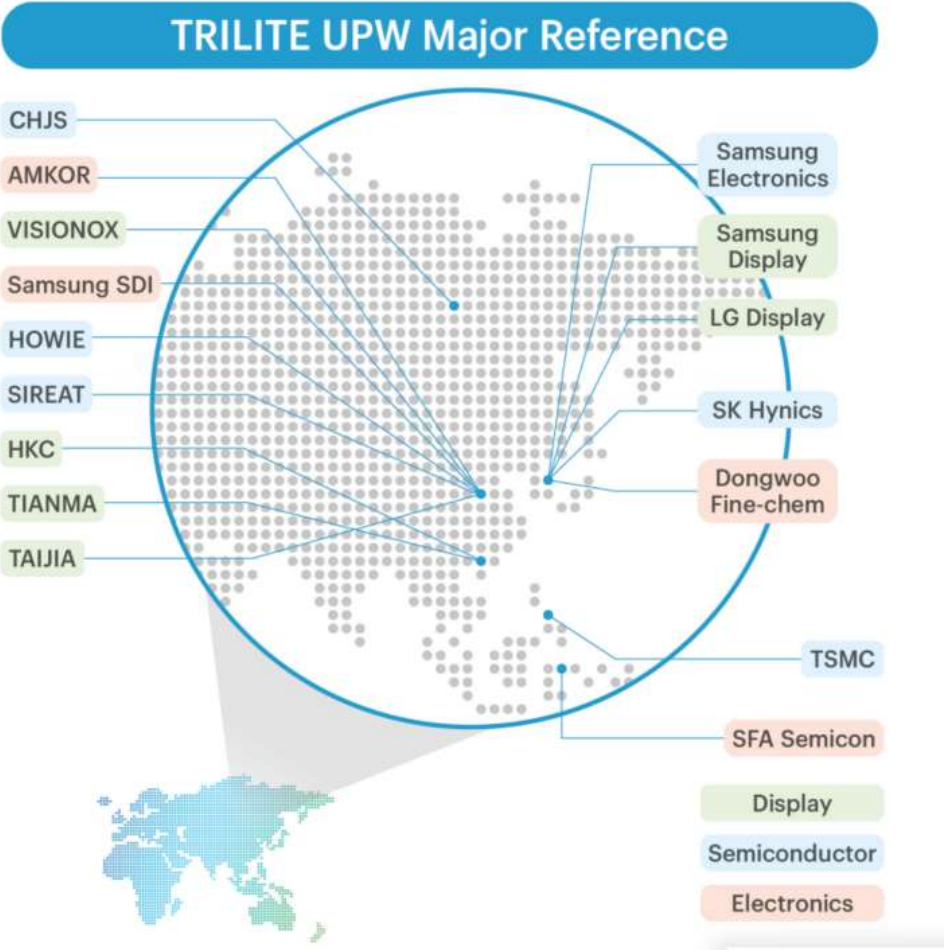 TRILITE UPW Major Reference
CHJS
AMKOR
VISIONOX
Samsung SDI
HOWIE
SIREAT
HKC
TIANMA
TAIJIA
Samsung
Electronics
Samsung
Display
LG Display
SK Hynics
Dongwoo
Fine-chem
TSMC
SFA Semicon
Display
Semiconductor
Electronics